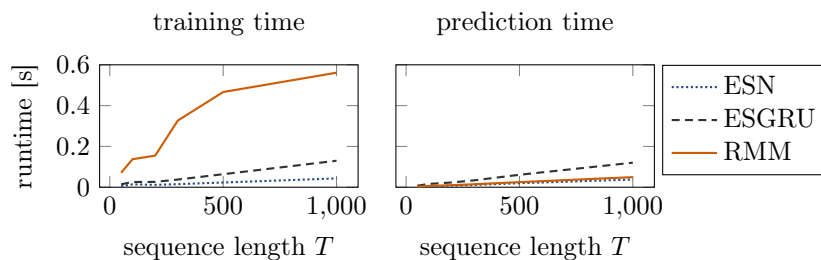 training time
prediction time
0.6
0.4
0.2
0
runtime [s]
0
500
1,000
0
500
1,000
sequence length T
sequence length T
ESN
ESGRU
RMM